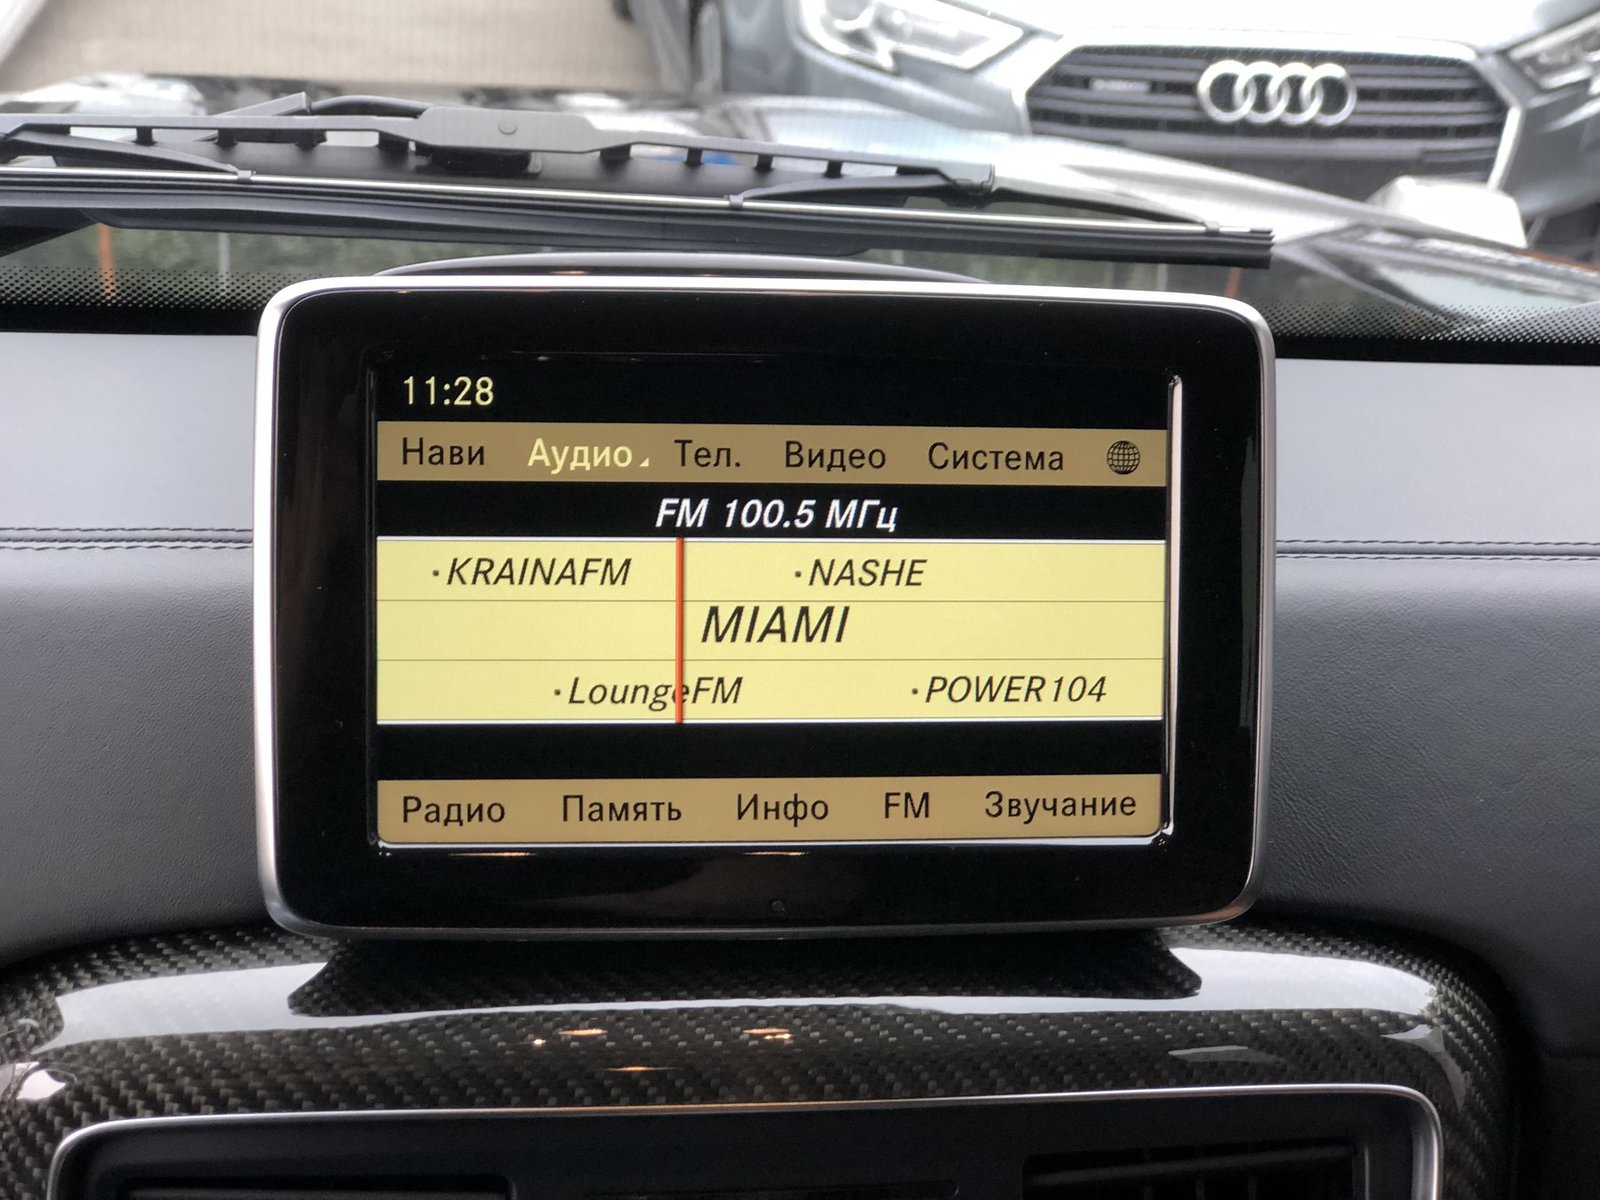 11:28
Нави Аудио Тел. Видео Система
FM 100.5 МГц
·KRAINAFM ·NASHE
MIAMI
·LoungeFM ·POWER104
Радио Память Инфо FM Звучание